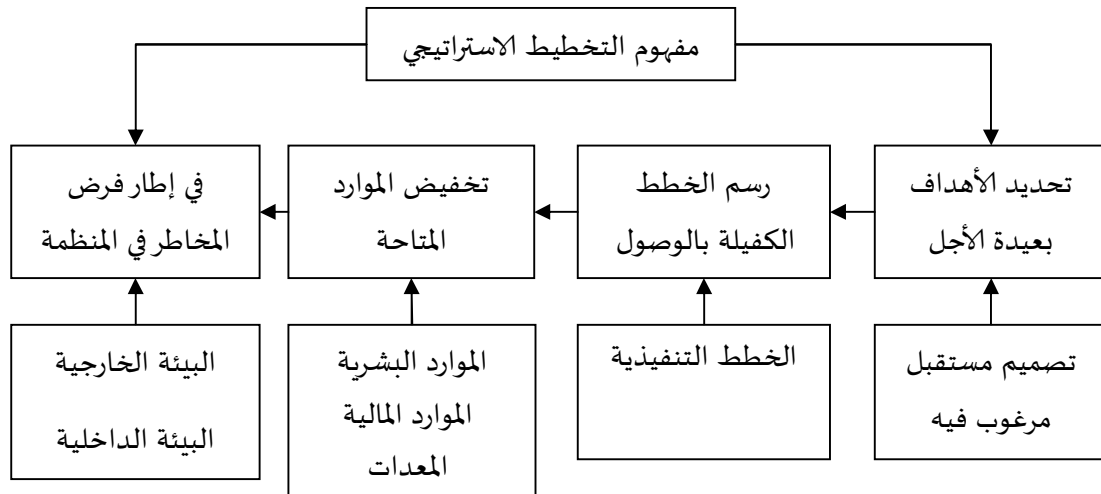 مفهوم التخطيط الاستراتيجي
تحديد الأهداف
بعيدة الأجل
رسم الخطط
الكفيلة بالوصول
تخفيض الموارد
المتاحة
في إطار فرض
المخاطر في المنظمة
تصميم مستقبل
مرغوب فيه
الخطط التنفيذية
الموارد البشرية
الموارد المالية
المعدات
البيئة الخارجية
البيئة الداخلية